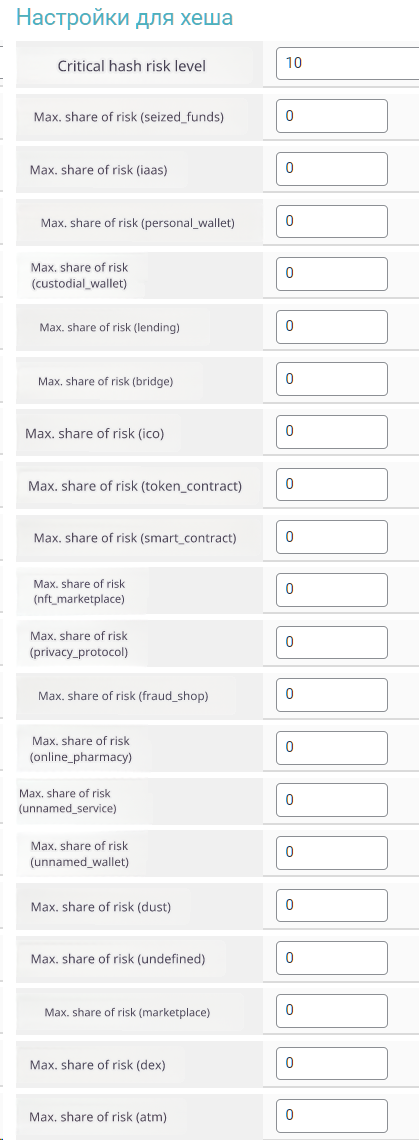 Настройки для хеша
Critical hash risk level
10
Max. share of risk (seized_funds)
0
Max. share of risk (iaas)
0
Max. share of risk (personal_wallet)
0
Max. share of risk
(custodial_wallet)
0
Max. share of risk (lending)
0
Max. share of risk (bridge)
0
Max. share of risk (ico)
0
Max. share of risk (token_contract)
0
Max. share of risk (smart_contract)
0
Max. share of risk
(nft_marketplace)
0
Max. share of risk
(privacy_protocol)
0
Max. share of risk (fraud_shop)
0
Max. share of risk
(online_pharmacy)
0
Max. share of risk
(unnamed_service)
0
Max. share of risk
(unnamed_wallet)
0
Max. share of risk (dust)
0
Max. share of risk (undefined)
0
Max. share of risk (marketplace)
0
Max. share of risk (dex)
0
Max. share of risk (atm)
0